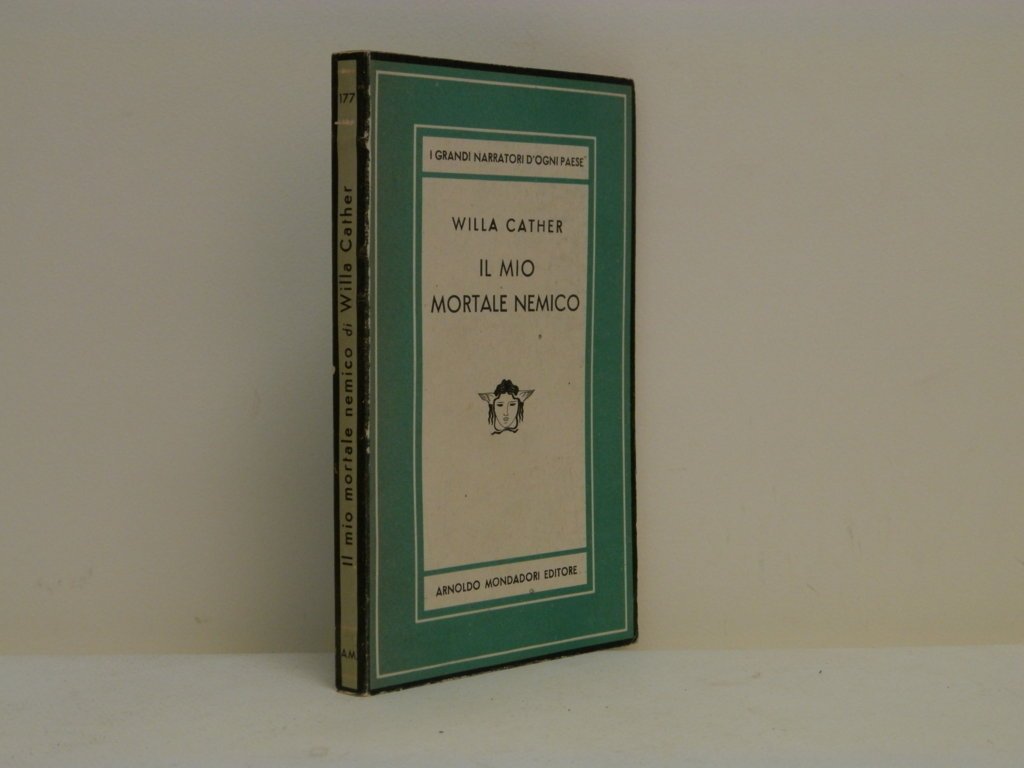 177
Il mio mortale nemico di Willa Cather
A.M.
I GRANDI NARRATORI D'OGNI PAESE
WILLA CATHER
IL MIO
MORTALE NEMICO
ARNOLDO MONDADORI EDITORE